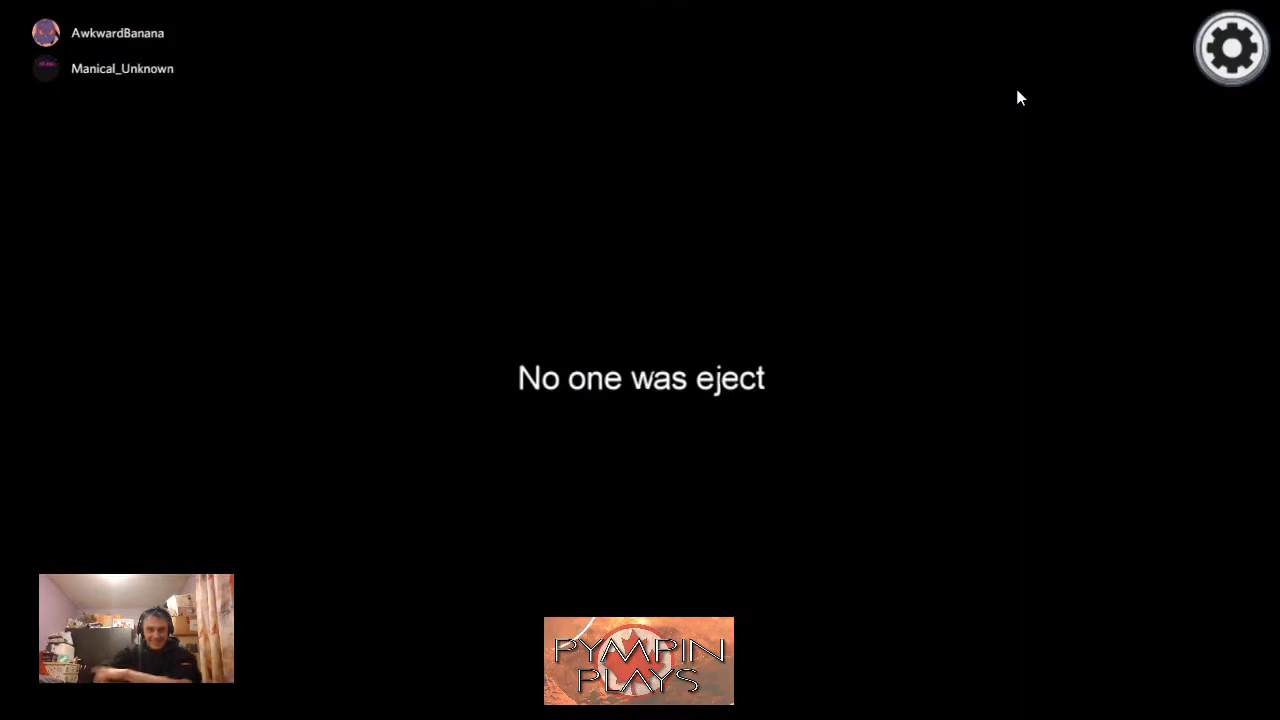 AwkwardBanana
Manical_Unknown
No one was eject
PYMPIN
PLAYS